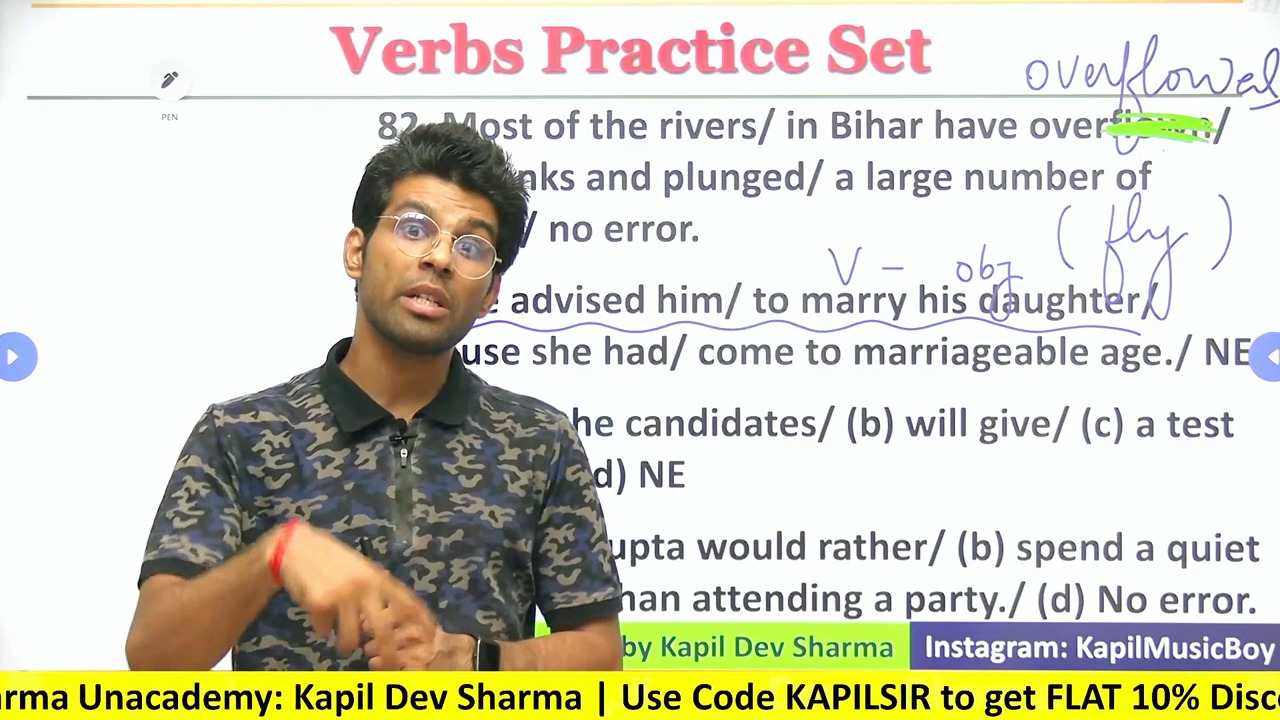 Verbs Practice Set
overflowed
PEN
82. Most of the rivers/ in Bihar have overflown/
nks and plunged/ a large number of
/ no error.
( fly )
V - obj
advised him/ to marry his daughter/
use she had/ come to marriageable age./ NE
he candidates/ (b) will give/ (c) a test
d) NE
upta would rather/ (b) spend a quiet
han attending a party./ (d) No error.
by Kapil Dev Sharma
Instagram: KapilMusicBoy
arma Unacademy: Kapil Dev Sharma | Use Code KAPILSIR to get FLAT 10% Disc